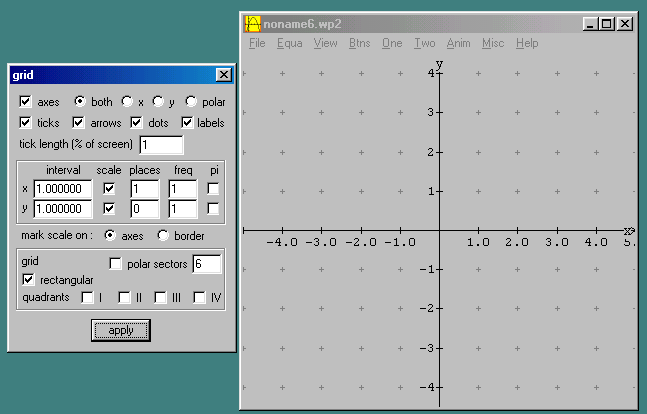 grid
axes both x y polar
ticks arrows dots labels
tick length (% of screen) 1
interval scale places freq pi
x 1.000000 1 1
y 1.000000 0 1
mark scale on : axes border
grid polar sectors 6
rectangular
quadrants I II III IV
apply
noname6.wp2
File Equa View Btns One Two Anim Misc Help
y
4
3
2
1
x
-4.0 -3.0 -2.0 -1.0 1.0 2.0 3.0 4.0 5.
-1
-2
-3
-4